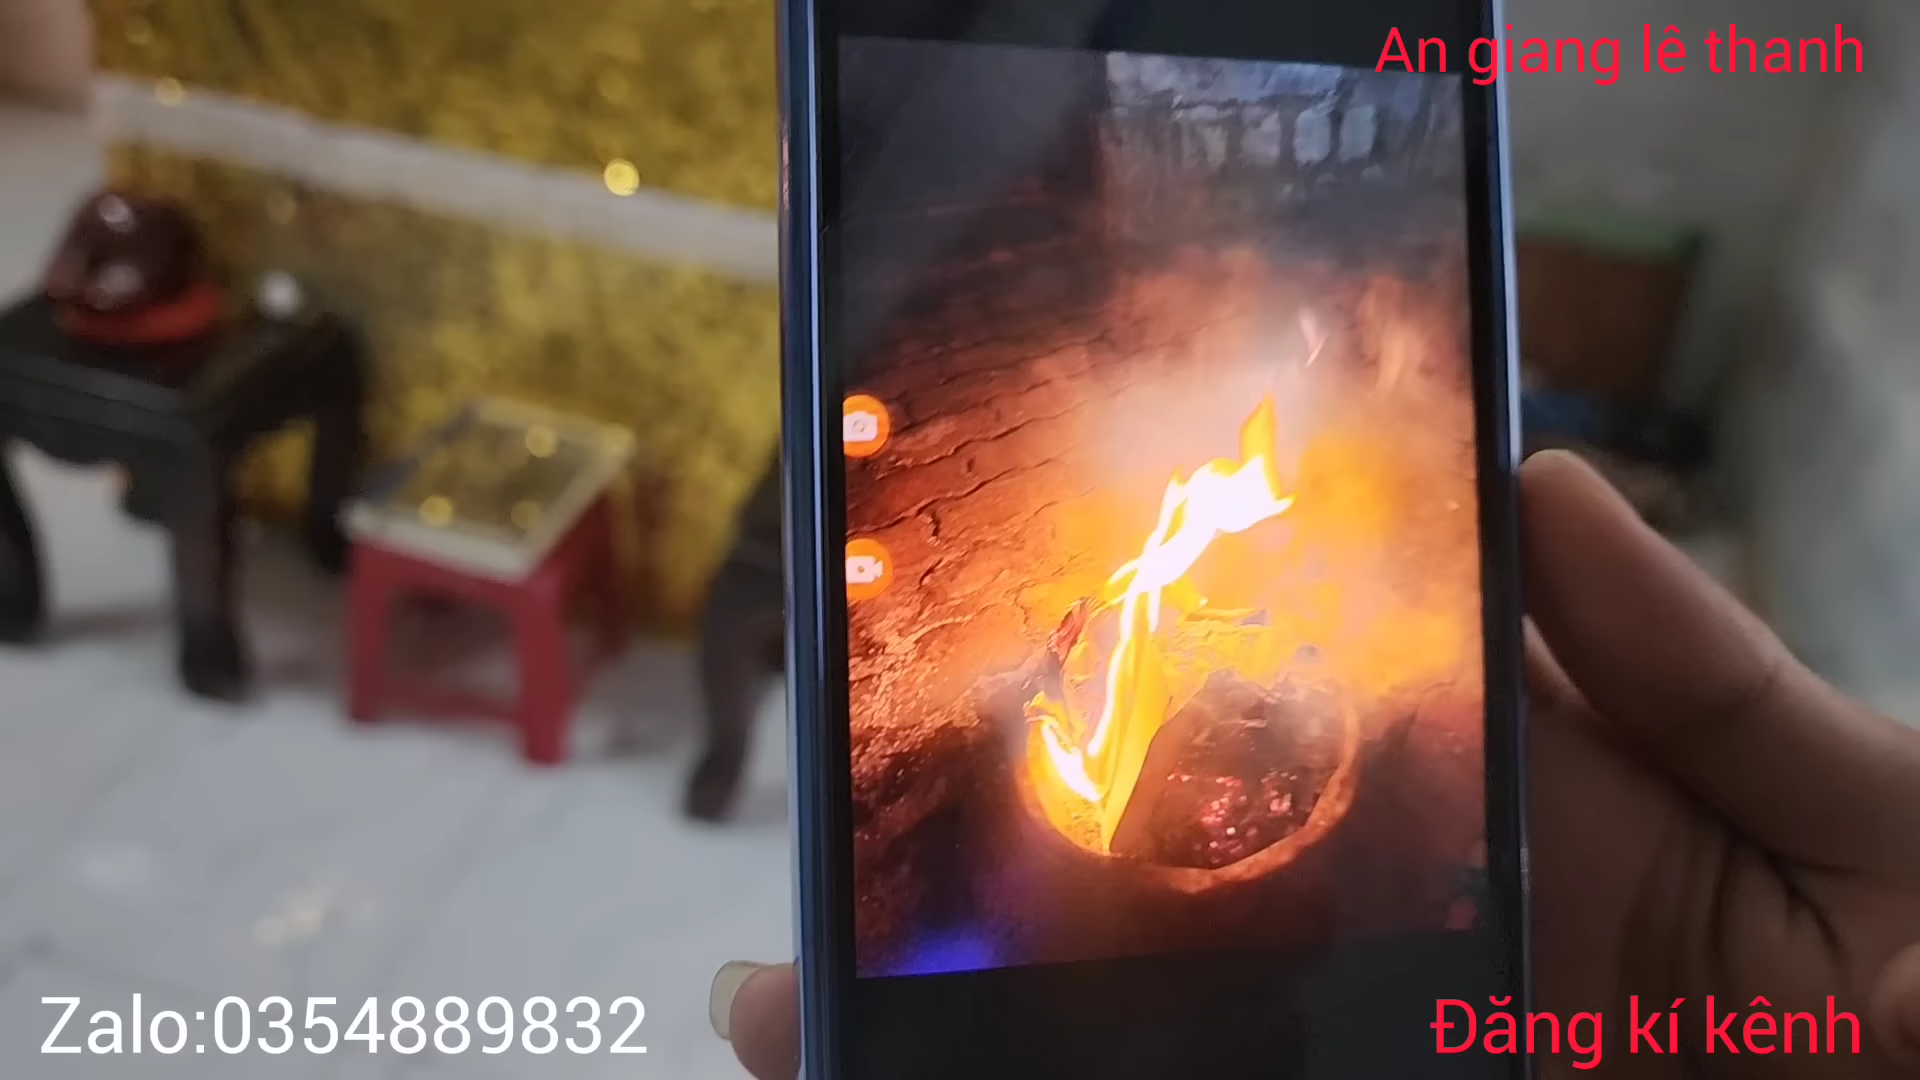 An giang lê thanh
Zalo:0354889832
Đăng kí kênh